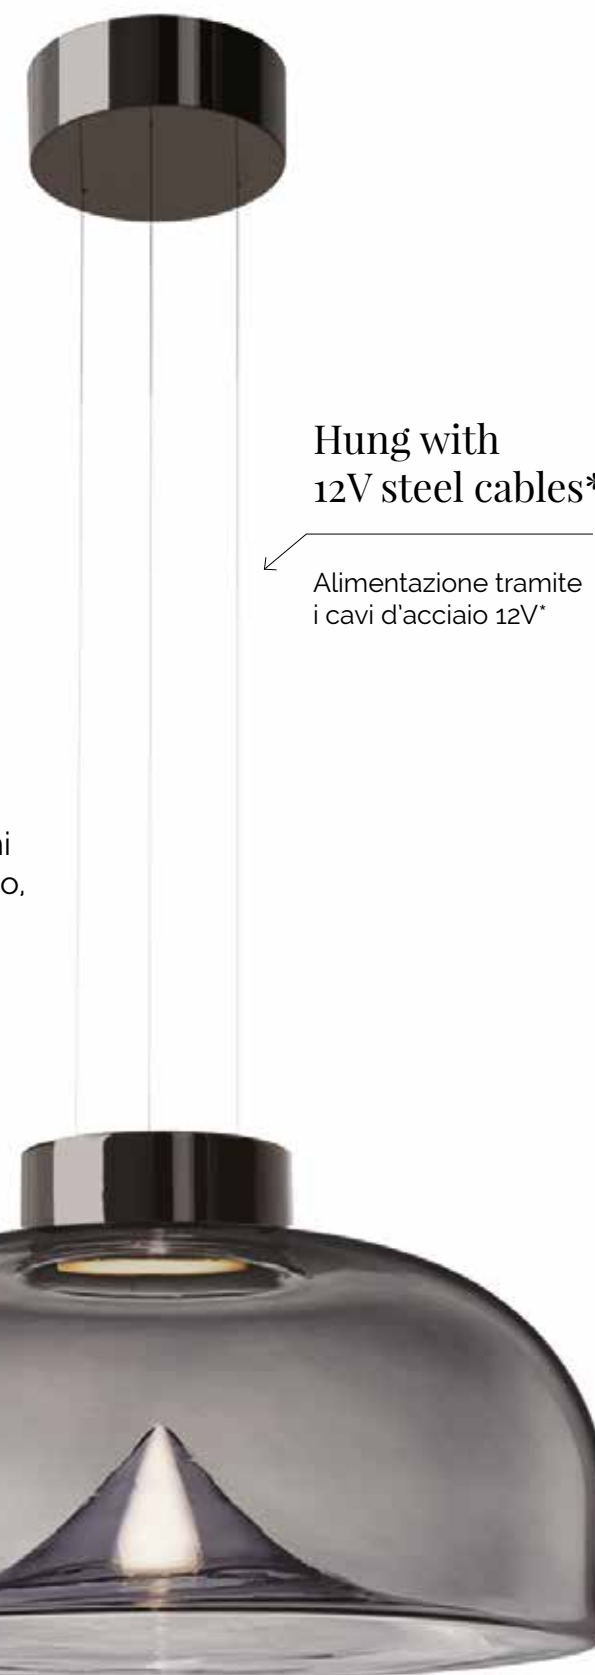 Hung with
12V steel cables*
Alimentazione tramite
i cavi d'acciaio 12V*